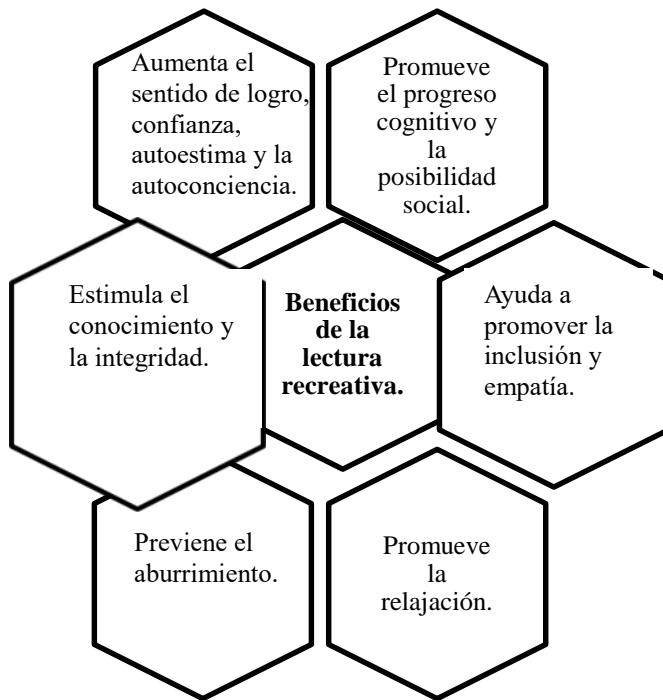 Aumenta el
sentido de logro,
confianza,
autoestima y la
autoconciencia.
Promueve
el progreso
cognitivo y
la
posibilidad
social.
Estimula el
conocimiento y
la integridad.
Beneficios
de la
lectura
recreativa.
Ayuda a
promover la
inclusión y
empatía.
Previene el
aburrimiento.
Promueve
la
relajación.